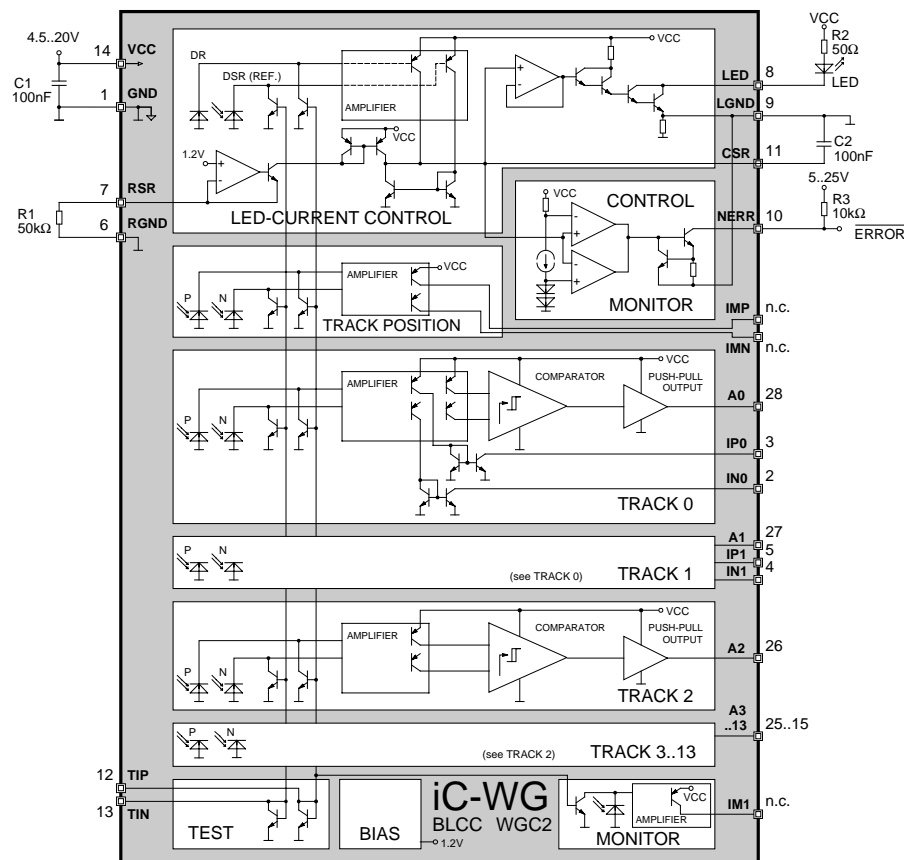 4.5..20V
14
VCC
C1
100nF
1
GND
DR
DSR (REF.)
AMPLIFIER
VCC
VCC
1.2V
LED-CURRENT CONTROL
7
RSR
R1
50kΩ
6
RGND
VCC
R2
50Ω
LED
LED
8
LGND
9
CSR
11
C2
100nF
5..25V
R3
10kΩ
NERR
10
ERROR
VCC
CONTROL
MONITOR
P
N
AMPLIFIER
VCC
TRACK POSITION
IMP
n.c.
IMN
n.c.
P
N
AMPLIFIER
VCC
COMPARATOR
PUSH-PULL
OUTPUT
A0
28
IP0
3
IN0
2
TRACK 0
P
N
(see TRACK 0)
TRACK 1
A1
27
IP1
5
IN1
4
P
N
AMPLIFIER
VCC
COMPARATOR
PUSH-PULL
OUTPUT
A2
26
TRACK 2
P
N
(see TRACK 2)
TRACK 3..13
A3
..13
25..15
12
TIP
13
TIN
TEST
BIAS
1.2V
iC-WG
BLCC WGC2
VCC
AMPLIFIER
MONITOR
IM1
n.c.